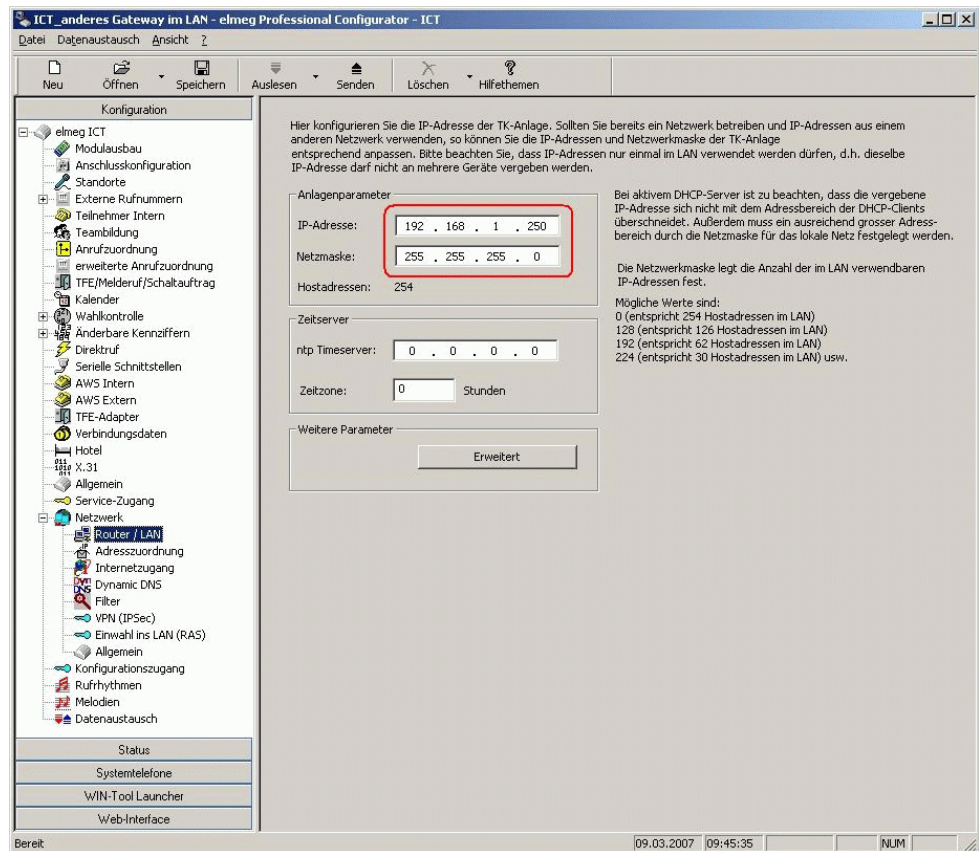 ICT_anderes Gateway im LAN - elmeg Professional Configurator - ICT
Datei Datenaustausch Ansicht ?
Neu Öffnen Speichern Auslesen Senden Löschen Hilfethemen
Konfiguration
elmeg ICT
Modulausbau
Anschlusskonfiguration
Standorte
Externe Rufnummern
Teilnehmer Intern
Teambildung
Anrufzuordnung
erweiterte Anrufzuordnung
TFE/Melderuf/Schaltauftrag
Kalender
Wahlkontrolle
Änderbare Kennziffern
Direktruf
Serielle Schnittstellen
AWS Intern
AWS Extern
TFE-Adapter
Verbindungsdaten
Hotel
X.31
Allgemein
Service-Zugang
Netzwerk
Router / LAN
Adresszuordnung
Internetzugang
Dynamic DNS
Filter
VPN (IPSec)
Einwahl ins LAN (RAS)
Allgemein
Konfigurationszugang
Rufrhythmen
Melodien
Datenaustausch
Status
Systemtelefone
WIN-Tool Launcher
Web-Interface
Hier konfigurieren Sie die IP-Adresse der TK-Anlage. Sollten Sie bereits ein Netzwerk betreiben und IP-Adressen aus einem
anderen Netzwerk verwenden, so können Sie die IP-Adressen und Netzwerkmaske der TK-Anlage
entsprechend anpassen. Bitte beachten Sie, dass IP-Adressen nur einmal im LAN verwendet werden dürfen, d.h. dieselbe
IP-Adresse darf nicht an mehrere Geräte vergeben werden.
Anlagenparameter
IP-Adresse: 192 . 168 . 1 . 250
Netzmaske: 255 . 255 . 255 . 0
Hostadressen: 254
Zeitserver
ntp Timeserver: 0 . 0 . 0 . 0
Zeitzone: 0 Stunden
Weitere Parameter
Erweitert
Bei aktivem DHCP-Server ist zu beachten, dass die vergebene
IP-Adresse sich nicht mit dem Adressbereich der DHCP-Clients
überschneidet. Außerdem muss ein ausreichend grosser Adress-
bereich durch die Netzmaske für das lokale Netz festgelegt werden.
Die Netzwerkmaske legt die Anzahl der im LAN verwendbaren
IP-Adressen fest.
Mögliche Werte sind:
0 (entspricht 254 Hostadressen im LAN)
128 (entspricht 126 Hostadressen im LAN)
192 (entspricht 62 Hostadressen im LAN)
224 (entspricht 30 Hostadressen im LAN) usw.
Bereit 09.03.2007 09:45:35 NUM